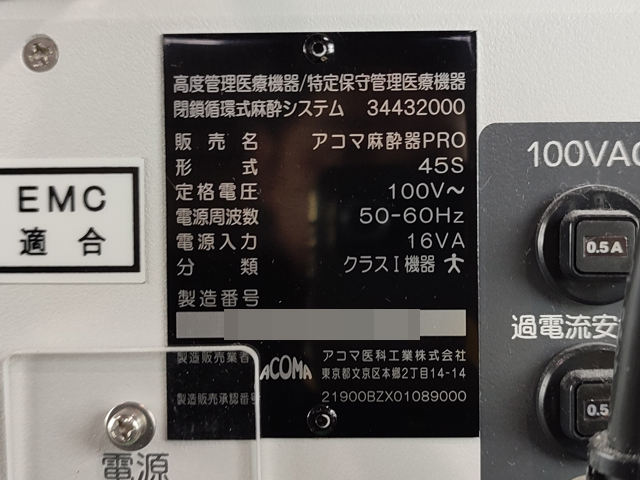 高度管理医療機器/特定保守管理医療機器
閉鎖循環式麻酔システム 34432000
販売名 アコマ麻酔器PRO
形式 45S
定格電圧 100V〜
電源周波数 50-60Hz
電源入力 16VA
分類 クラスⅠ機器
製造番号
製造販売業者 ACOMA アコマ医科工業株式会社
東京都文京区本郷2丁目14-14
製造販売承認番号 21900BZX01089000
EMC
適合
電源
100VAC
0.5A
過電流安
0.5